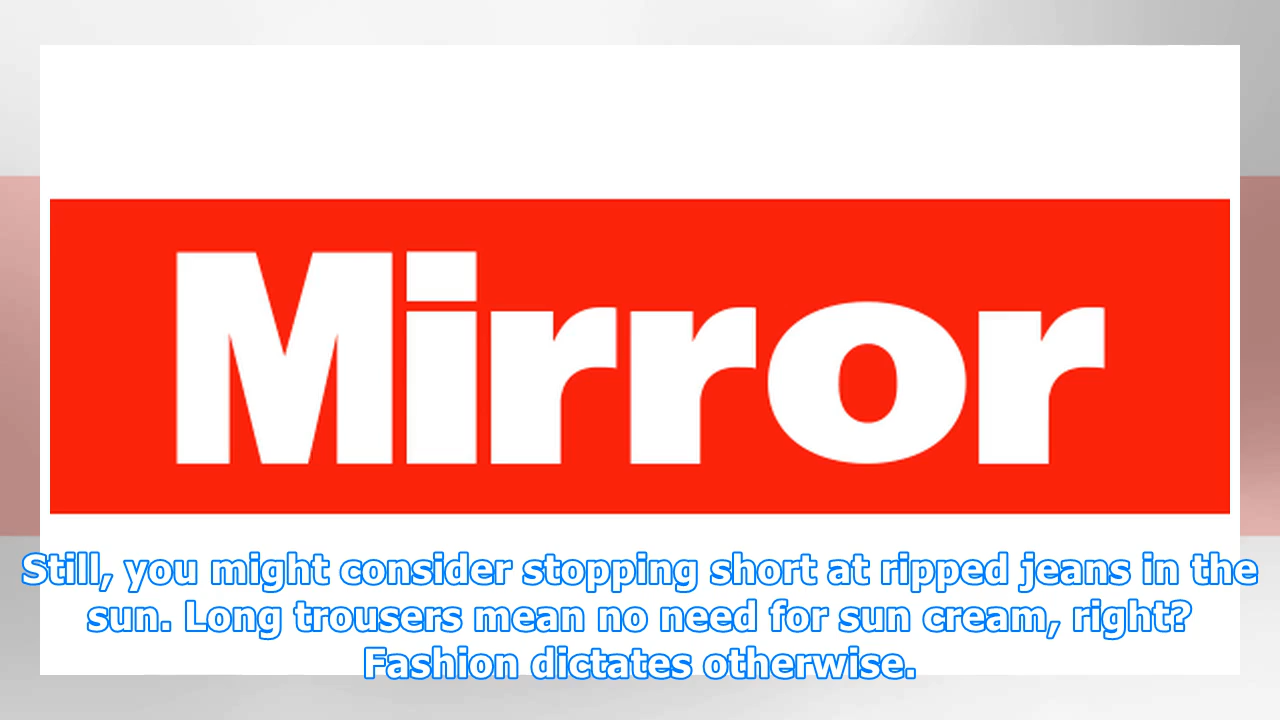 Mirror
Still, you might consider stopping short at ripped jeans in the
sun. Long trousers mean no need for sun cream, right?
Fashion dictates otherwise.